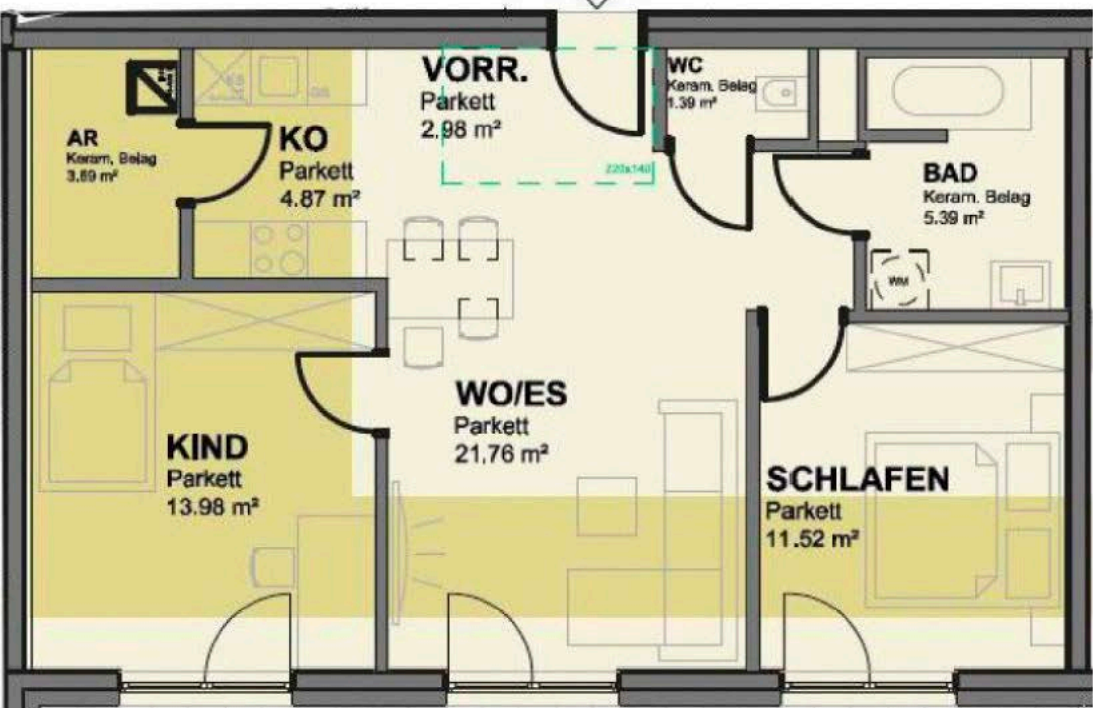 VORR.
Parkett
2.98 m²
WC
Keram. Belag
1.39 m²
AR
Keram. Belag
3.69 m²
KO
Parkett
4.87 m²
220x140
BAD
Keram. Belag
5.39 m²
WM
WO/ES
Parkett
21.76 m²
KIND
Parkett
13.98 m²
SCHLAFEN
Parkett
11.52 m²